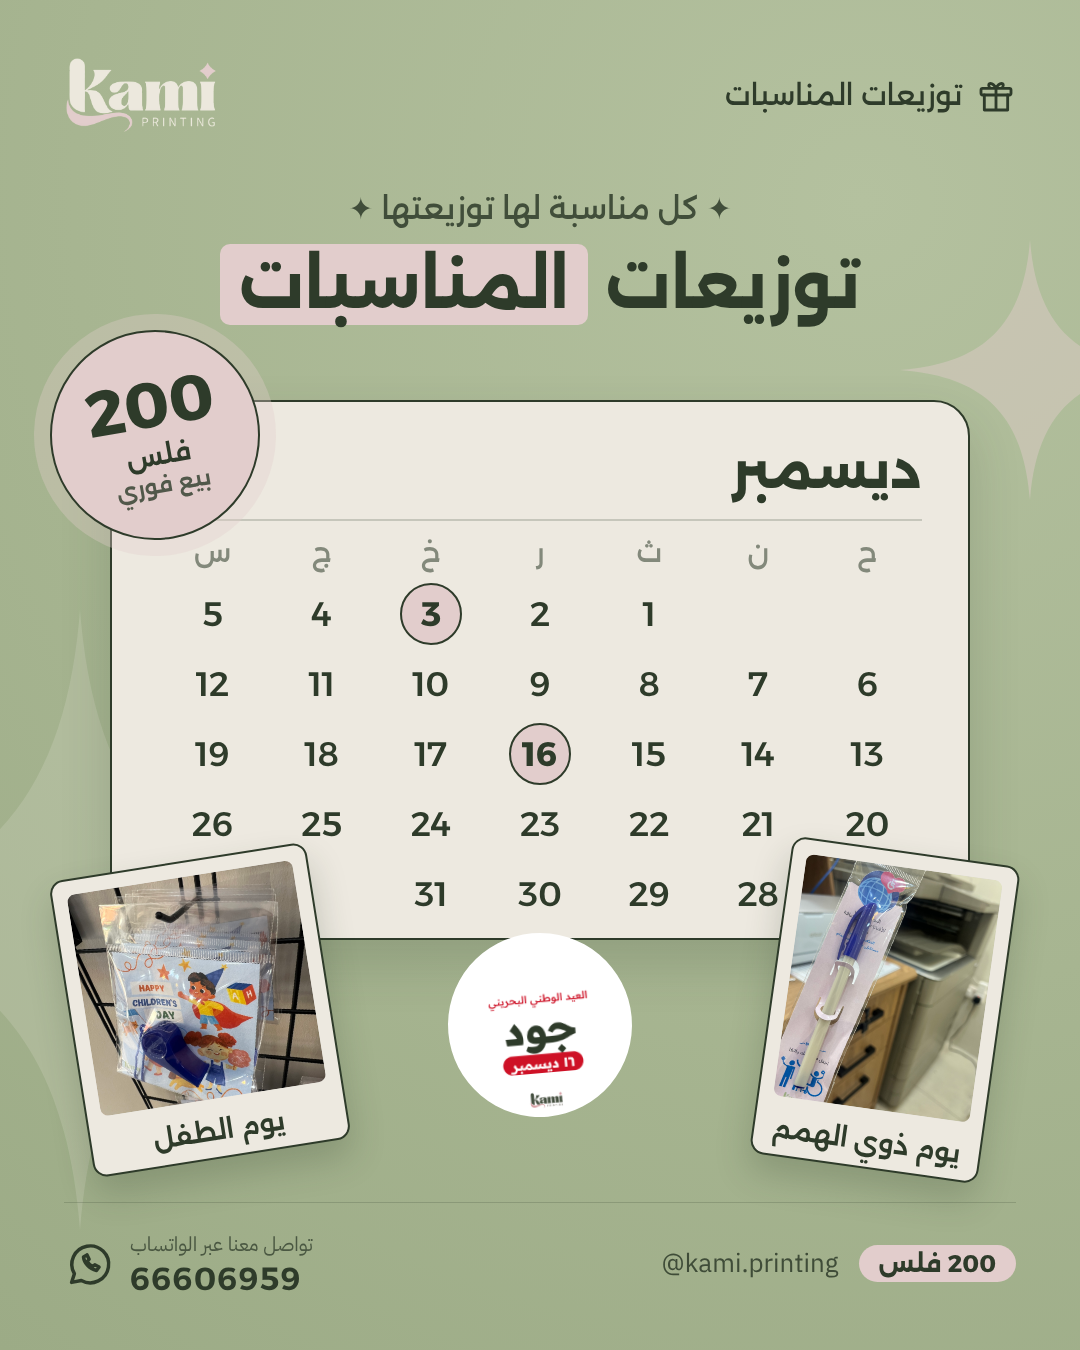 Kami
PRINTING
توزيعات المناسبات
✦ كل مناسبة لها توزيعتها ✦
توزيعات المناسبات
200
فلس
بيع فوري
ديسمبر
ح ن ث ر خ ج س
1 2 3 4 5
6 7 8 9 10 11 12
13 14 15 16 17 18 19
20 21 22 23 24 25 26
28 29 30 31
HAPPY
CHILDREN'S
DAY
A B
يوم الطفل
العيد الوطني البحريني
جود
١٦ ديسمبر
kami
يوم ذوي الهمم
200 فلس
@kami.printing
تواصل معنا عبر الواتساب
66606959